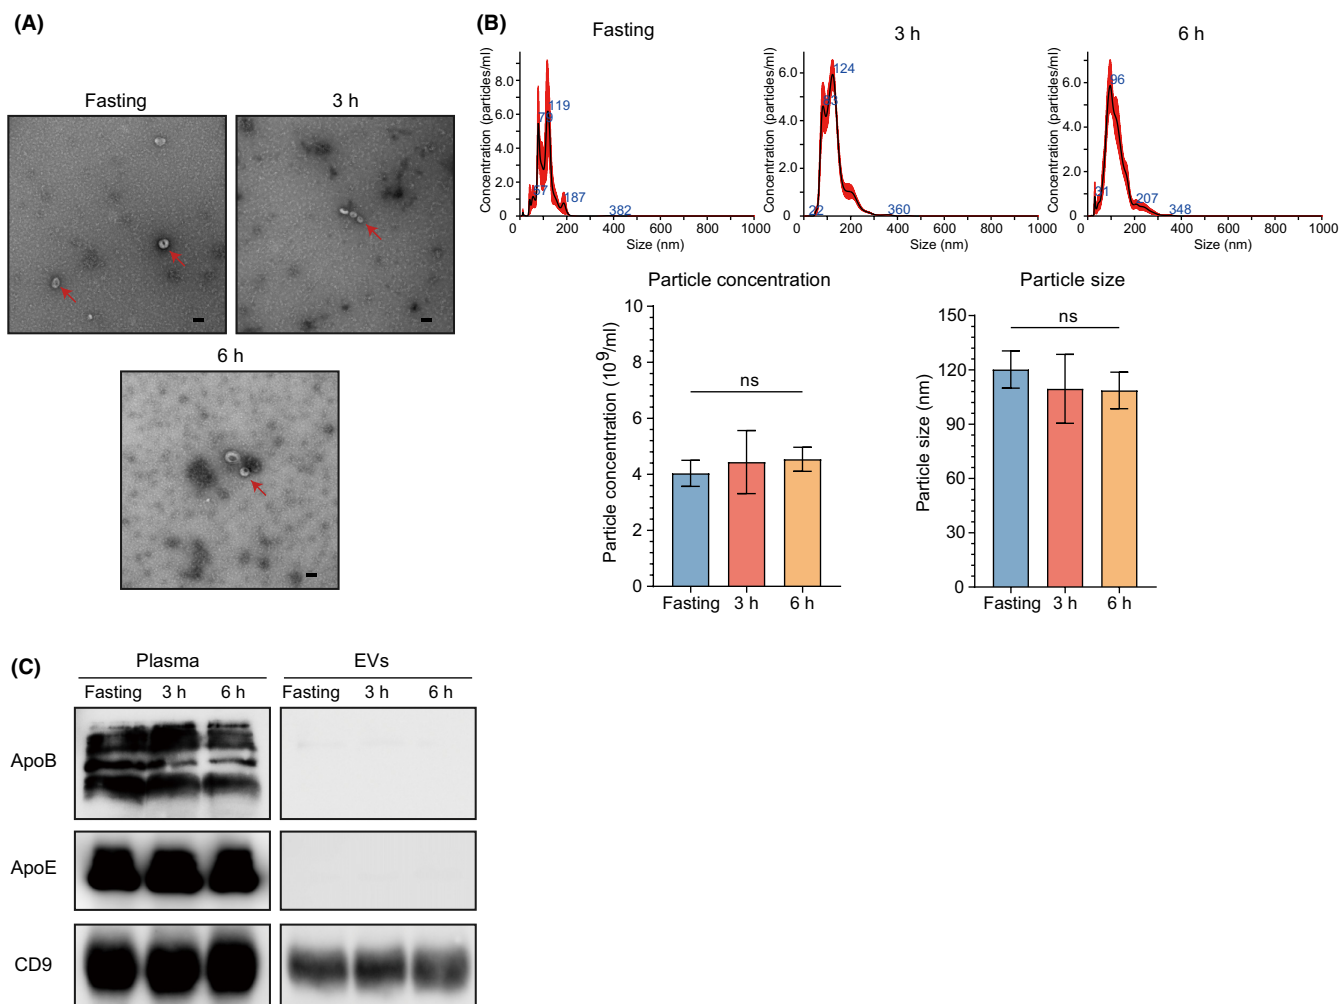 (A)
Fasting
3 h
6 h
(B)
Fasting
3 h
6 h
Concentration (particles/ml)
8.0
6.0
4.0
2.0
0
79
119
57
187
382
0 200 400 600 800 1000
Size (nm)
Concentration (particles/ml)
6.0
4.0
2.0
0
124
83
22
360
0 200 400 600 800 1000
Size (nm)
Concentration (particles/ml)
6.0
4.0
2.0
0
96
31
207
348
0 200 400 600 800 1000
Size (nm)
Particle concentration
Particle concentration (10⁹/ml)
10
8
6
4
2
0
ns
Fasting 3 h 6 h
Particle size
Particle size (nm)
150
120
90
60
30
0
ns
Fasting 3 h 6 h
(C)
Plasma EVs
Fasting 3 h 6 h Fasting 3 h 6 h
ApoB
ApoE
CD9